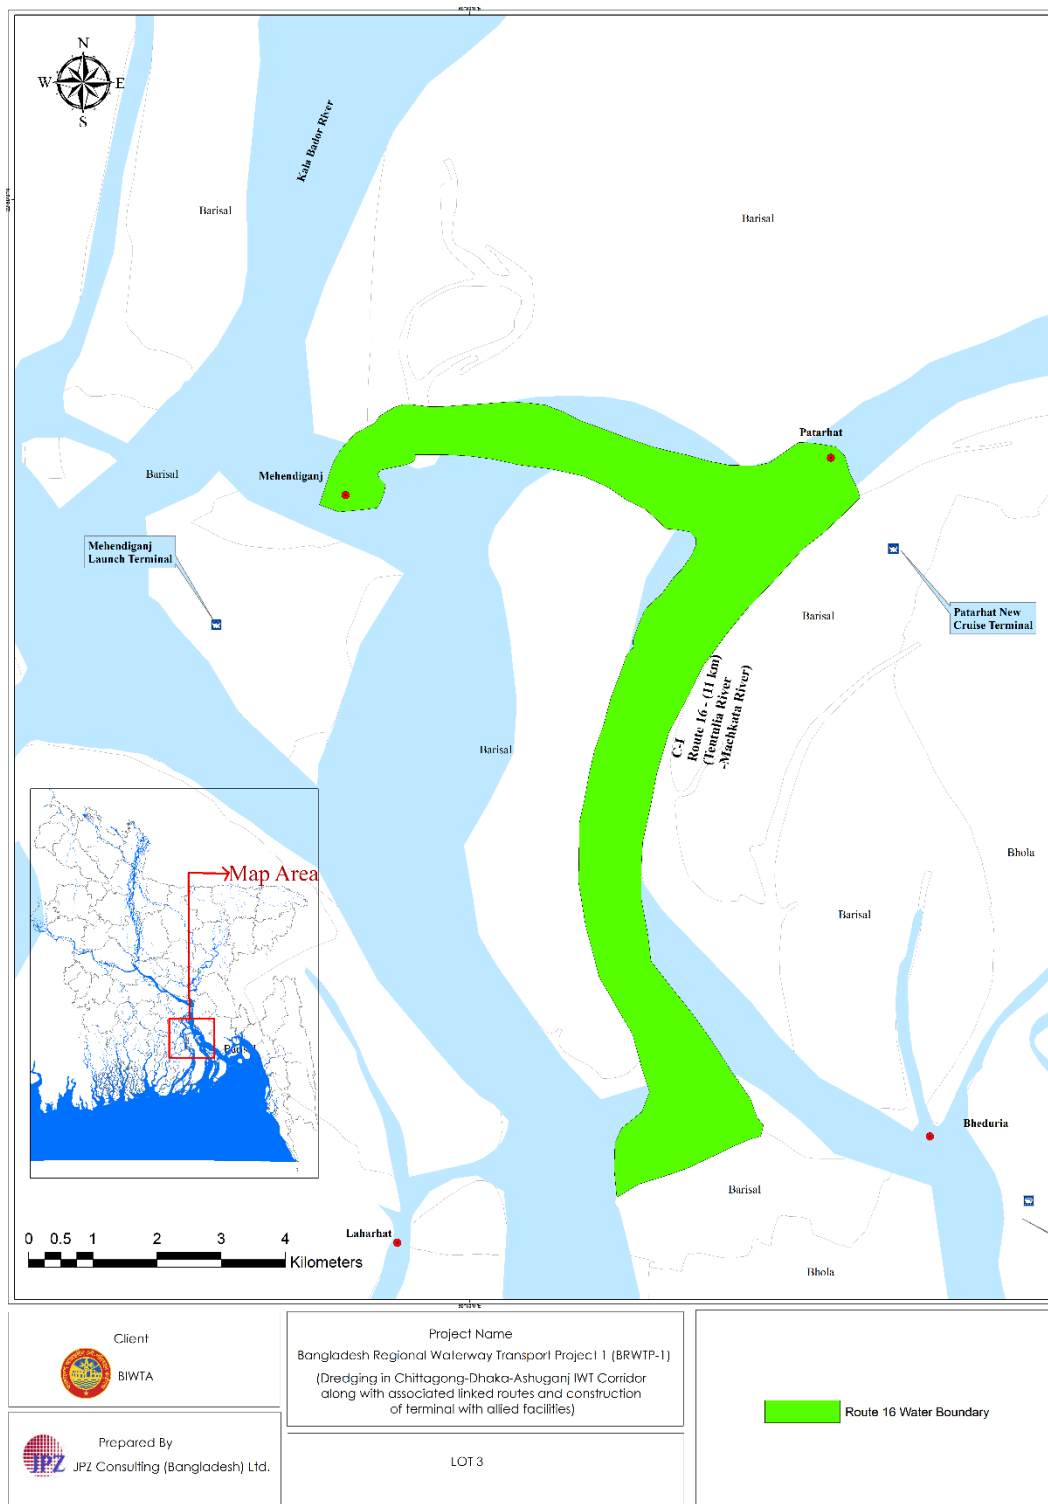 N
W
E
S
Kala Bador River
Barisal
Barisal
Patarhat
Barisal
Mehendiganj
Mehendiganj
Launch Terminal
Patarhat New
Cruise Terminal
Barisal
C-I
Route 16 - (11 km)
(Tentulia River
-Machkata River)
Barisal
Bhola
Map Area
Barisal
Bheduria
Barisal
Laharhat
Bhola
0 0.5 1 2 3 4
Kilometers
Client
BIWTA
Prepared By
JPZ
JPZ Consulting (Bangladesh) Ltd.
Project Name
Bangladesh Regional Waterway Transport Project 1 (BRWTP-1)
(Dredging in Chittagong-Dhaka-Ashuganj IWT Corridor
along with associated linked routes and construction
of terminal with allied facilities)
LOT 3
Route 16 Water Boundary